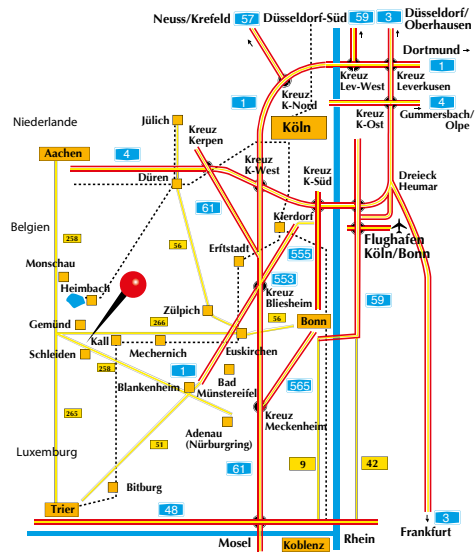 Neuss/Krefeld
57
Düsseldorf-Süd
59
3
Düsseldorf/
Oberhausen
Dortmund
1
Kreuz
Lev-West
Kreuz
Leverkusen
Kreuz
K-Nord
1
4
Gummersbach/
Olpe
Niederlande
Jülich
Kreuz
Kerpen
Köln
Kreuz
K-Ost
Aachen
4
Kreuz
K-West
Düren
Kreuz
K-Süd
Dreieck
Heumar
61
Kierdorf
Belgien
258
56
Erftstadt
555
Flughafen
Köln/Bonn
Monschau
Heimbach
553
Kreuz
Bliesheim
59
Zülpich
Gemünd
266
56
Bonn
Kall
Mechernich
Euskirchen
Schleiden
258
1
Blankenheim
Bad
Münstereifel
565
265
Adenau
(Nürburgring)
Kreuz
Meckenheim
51
Luxemburg
61
9
42
Bitburg
Trier
48
3
Mosel
Koblenz
Rhein
Frankfurt